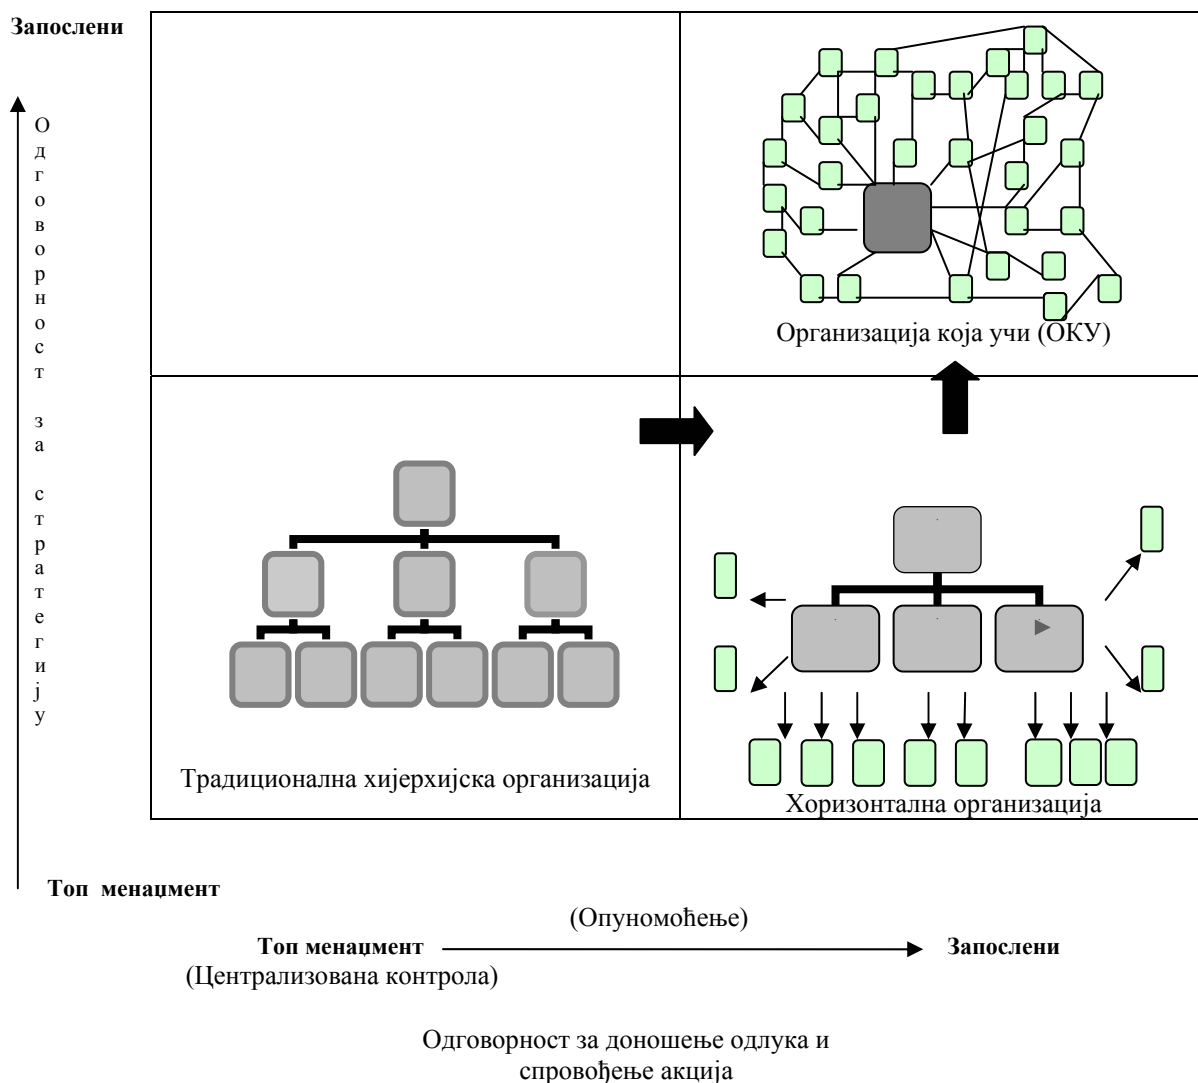 Запослени
Одговорност за стратегију
Организација која учи (ОКУ)
Традиционална хијерхијска организација
Хоризонтална организација
Топ менаџмент
(Опуномоћење)
Топ менаџмент
Запослени
(Централизована контрола)
Одговорност за доношење одлука и
спровођење акција